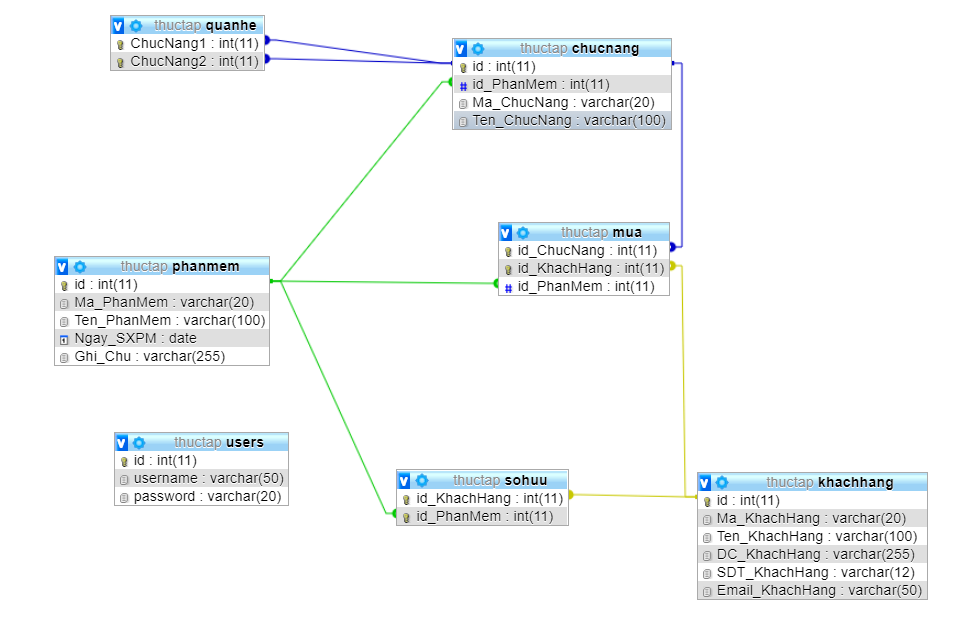 thuctap quanhe
ChucNang1 : int(11)
ChucNang2 : int(11)
thuctap chucnang
id : int(11)
id_PhanMem : int(11)
Ma_ChucNang : varchar(20)
Ten_ChucNang : varchar(100)
thuctap mua
id_ChucNang : int(11)
id_KhachHang : int(11)
id_PhanMem : int(11)
thuctap phanmem
id : int(11)
Ma_PhanMem : varchar(20)
Ten_PhanMem : varchar(100)
Ngay_SXPM : date
Ghi_Chu : varchar(255)
thuctap users
id : int(11)
username : varchar(50)
password : varchar(20)
thuctap sohuu
id_KhachHang : int(11)
id_PhanMem : int(11)
thuctap khachhang
id : int(11)
Ma_KhachHang : varchar(20)
Ten_KhachHang : varchar(100)
DC_KhachHang : varchar(255)
SDT_KhachHang : varchar(12)
Email_KhachHang : varchar(50)